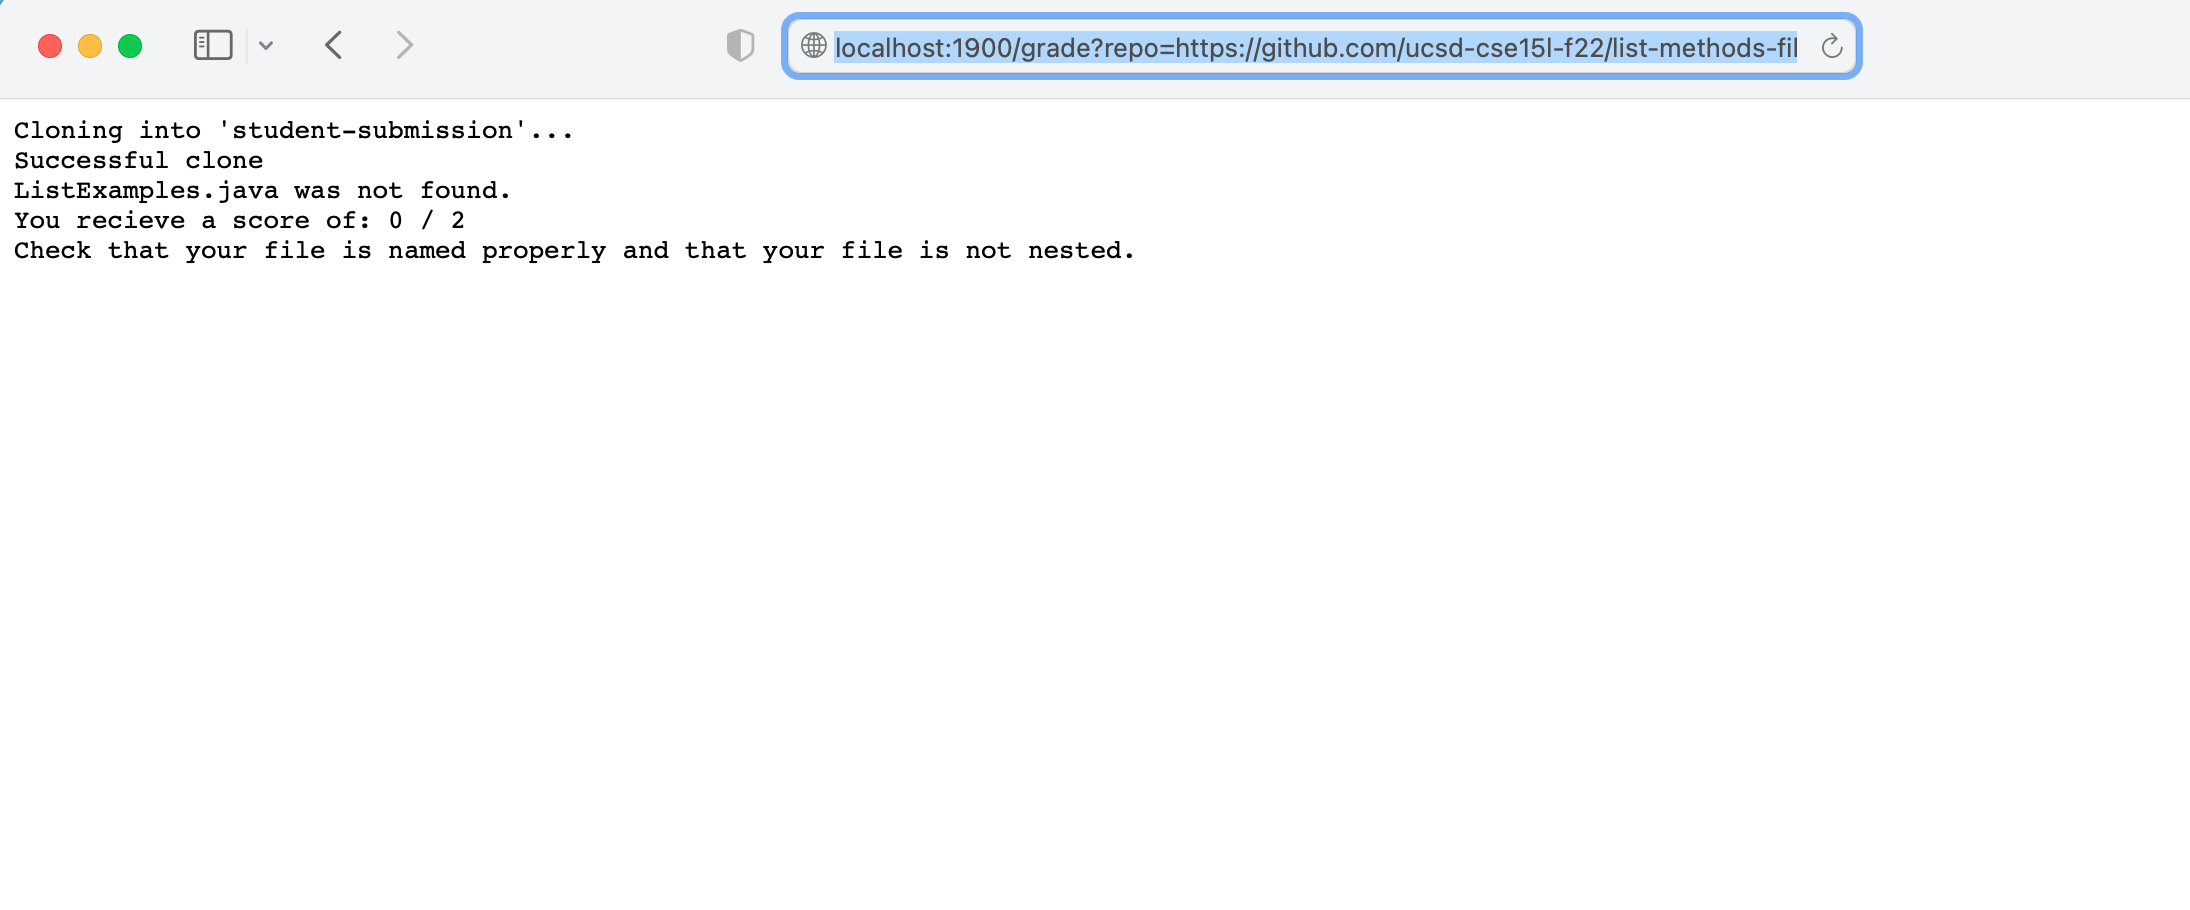 localhost:1900/grade?repo=https://github.com/ucsd-cse15l-f22/list-methods-fil
Cloning into 'student-submission'...
Successful clone
ListExamples.java was not found.
You recieve a score of: 0 / 2
Check that your file is named properly and that your file is not nested.